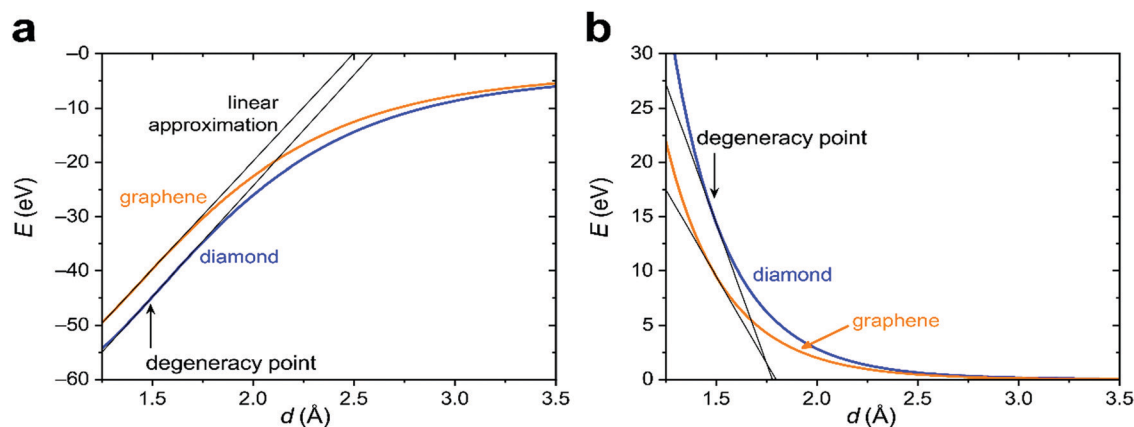 a
–0
–10
–20
–30
–40
–50
–60
E (eV)
linear
approximation
graphene
diamond
degeneracy point
1.5
2.0
2.5
3.0
3.5
d (Å)
b
30
25
20
15
10
5
0
E (eV)
degeneracy point
diamond
graphene
1.5
2.0
2.5
3.0
3.5
d (Å)